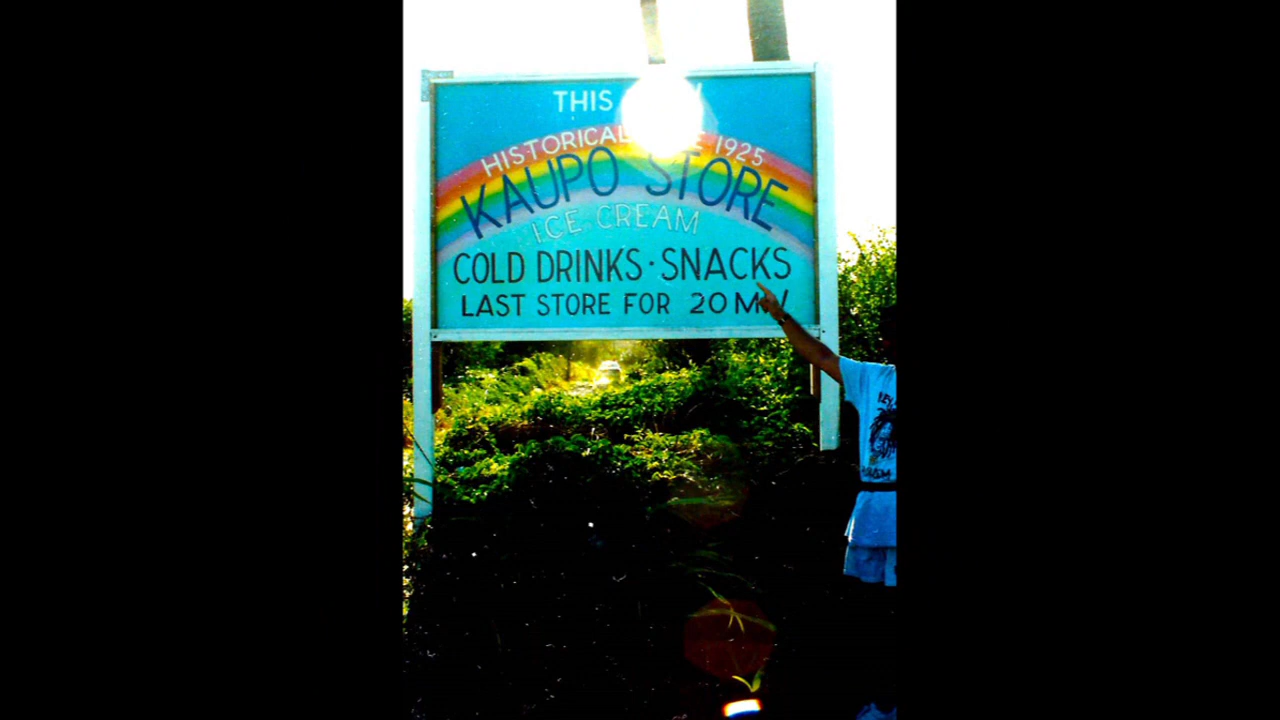 THIS
HISTORICAL 1925
KAUPO STORE
ICE CREAM
COLD DRINKS · SNACKS
LAST STORE FOR 20